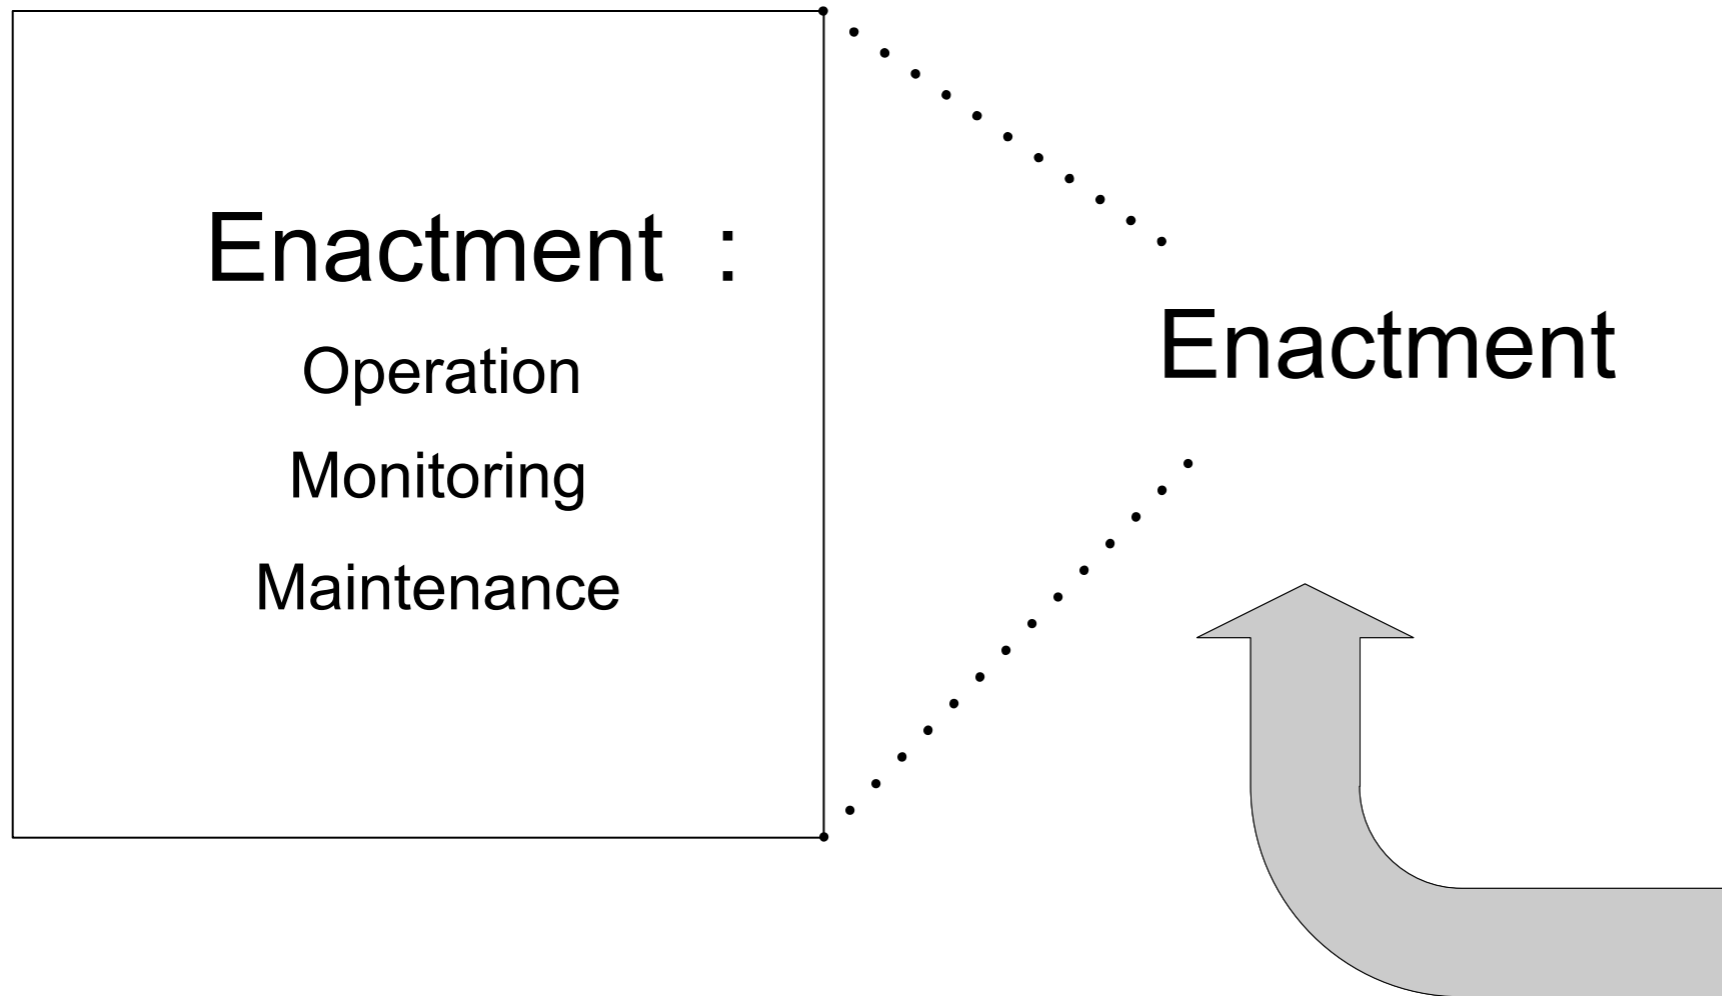 Enactment :
Operation
Monitoring
Maintenance
Enactment